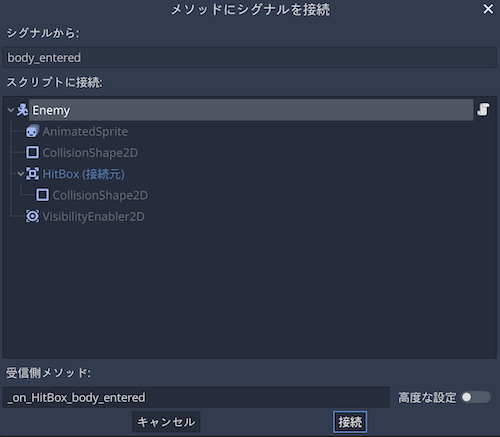 メソッドにシグナルを接続
シグナルから:
body_entered
スクリプトに接続:
Enemy
AnimatedSprite
CollisionShape2D
HitBox (接続元)
CollisionShape2D
VisibilityEnabler2D
受信側メソッド:
_on_HitBox_body_entered
高度な設定
キャンセル
接続